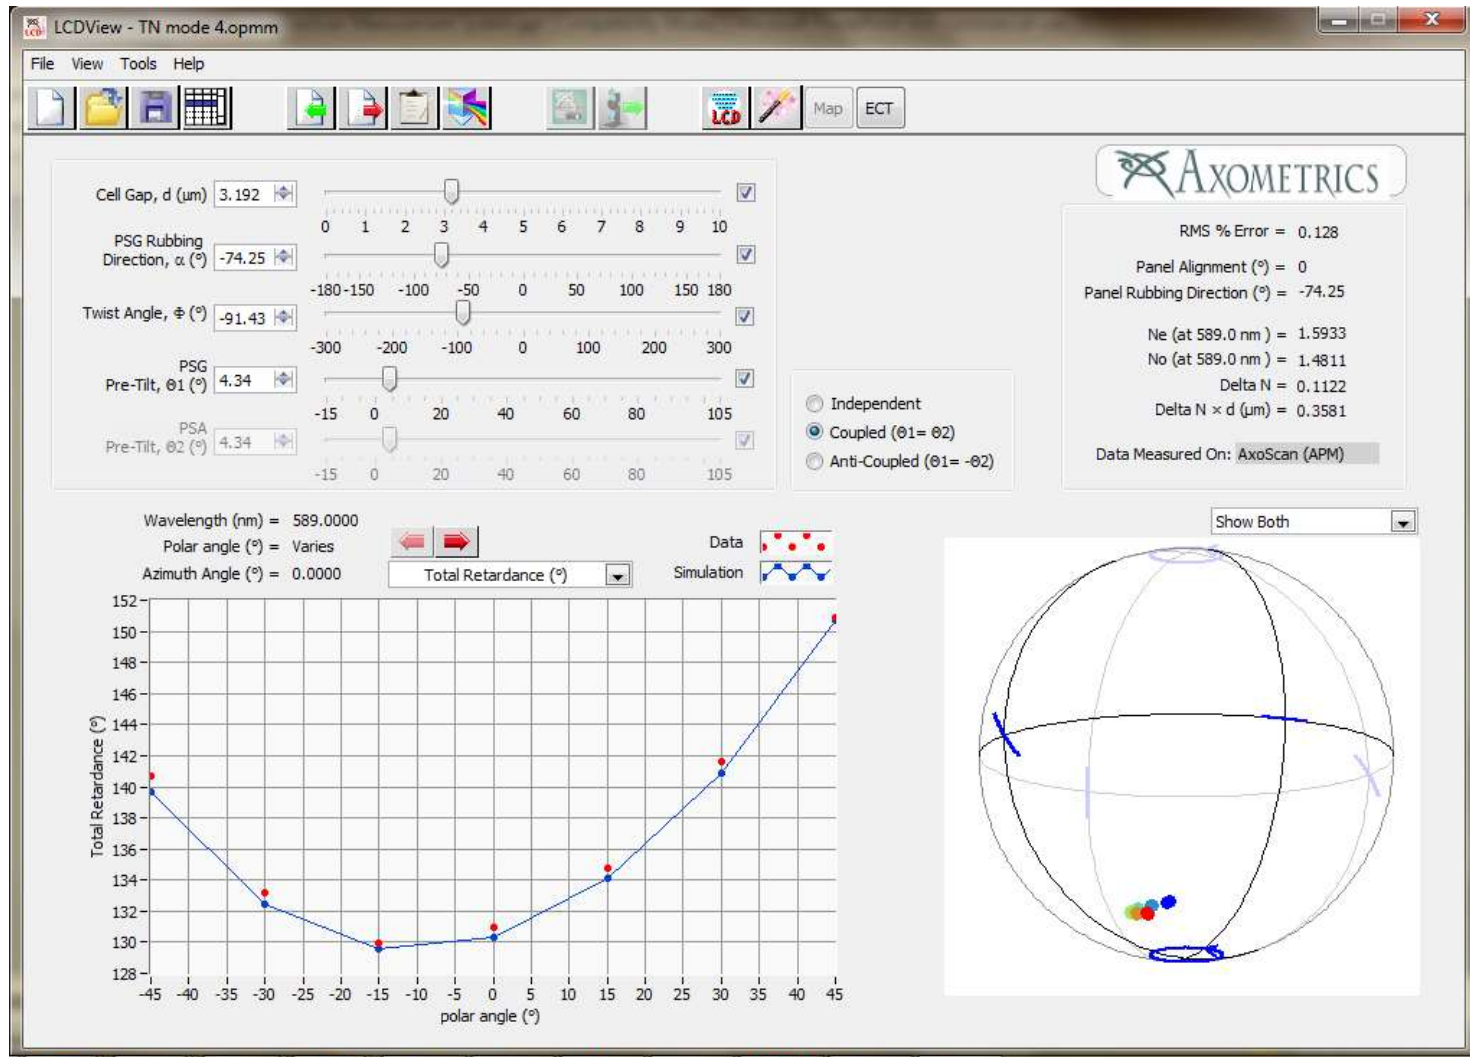 LCDView - TN mode 4.opmm
File View Tools Help
LCD Map ECT
AXOMETRICS
Cell Gap, d (um) 3.192
0 1 2 3 4 5 6 7 8 9 10
PSG Rubbing
Direction, α (°) -74.25
-180 -150 -100 -50 0 50 100 150 180
Twist Angle, Φ (°) -91.43
-300 -200 -100 0 100 200 300
PSG
Pre-Tilt, Θ1 (°) 4.34
-15 0 20 40 60 80 105
PSA
Pre-Tilt, Θ2 (°) 4.34
-15 0 20 40 60 80 105
Independent
Coupled (Θ1= Θ2)
Anti-Coupled (Θ1= -Θ2)
RMS % Error = 0.128
Panel Alignment (°) = 0
Panel Rubbing Direction (°) = -74.25
Ne (at 589.0 nm ) = 1.5933
No (at 589.0 nm ) = 1.4811
Delta N = 0.1122
Delta N × d (µm) = 0.3581
Data Measured On: AxoScan (APM)
Wavelength (nm) = 589.0000
Polar angle (°) = Varies
Azimuth Angle (°) = 0.0000
Total Retardance (°)
Data
Simulation
Show Both
152
150
148
146
144
142
140
138
136
134
132
130
128
Total Retardance (°)
-45 -40 -35 -30 -25 -20 -15 -10 -5 0 5 10 15 20 25 30 35 40 45
polar angle (°)